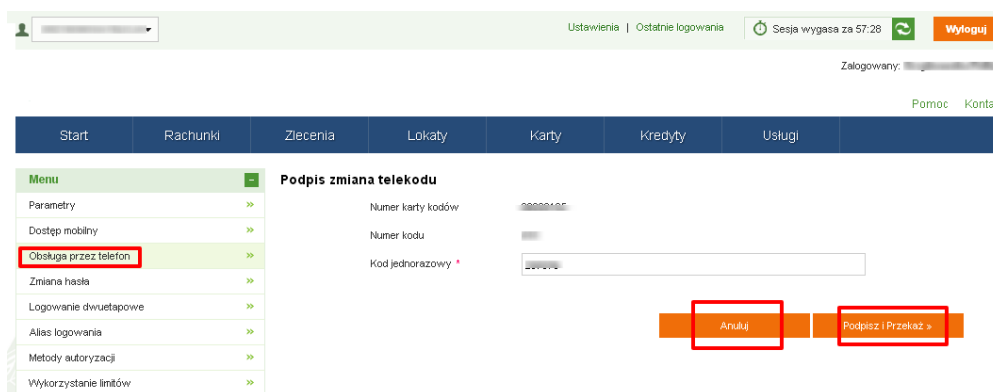 Ustawienia | Ostatnie logowania Sesja wygasa za 57:28 Wyloguj
Zalogowany:
Pomoc Konta
Start Rachunki Zlecenia Lokaty Karty Kredyty Usługi
Menu
Parametry »
Dostęp mobilny »
Obsługa przez telefon »
Zmiana hasła »
Logowanie dwuetapowe »
Alias logowania »
Metody autoryzacji »
Wykorzystanie limitów »
Podpis zmiana telekodu
Numer karty kodów
Numer kodu
Kod jednorazowy *
Anuluj Podpisz i Przekaż »